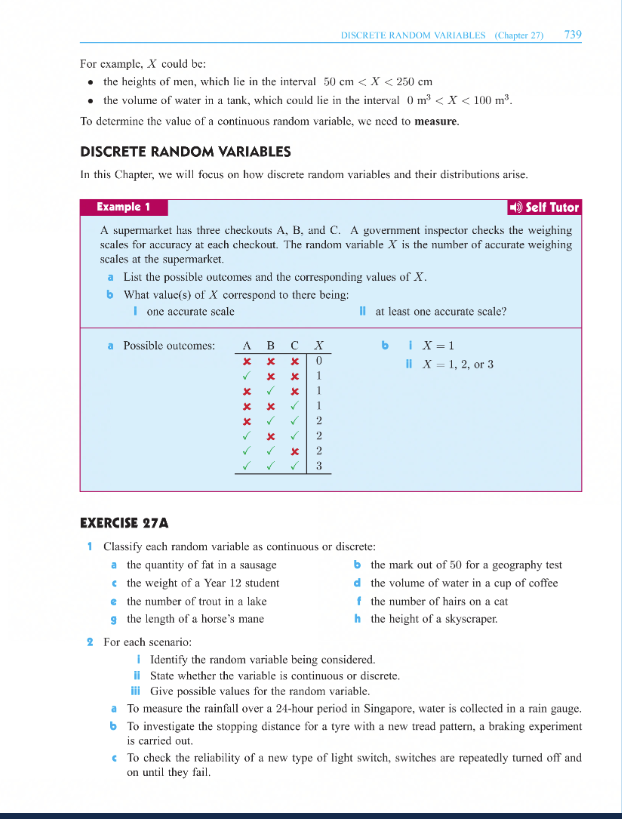 DISCRETE RANDOM VARIABLES (Chapter 27) 739
For example, X could be:
• the heights of men, which lie in the interval 50 cm < X < 250 cm
• the volume of water in a tank, which could lie in the interval 0 m³ < X < 100 m³.
To determine the value of a continuous random variable, we need to measure.
DISCRETE RANDOM VARIABLES
In this Chapter, we will focus on how discrete random variables and their distributions arise.
Example 1 Self Tutor
A supermarket has three checkouts A, B, and C. A government inspector checks the weighing
scales for accuracy at each checkout. The random variable X is the number of accurate weighing
scales at the supermarket.
a List the possible outcomes and the corresponding values of X.
b What value(s) of X correspond to there being:
i one accurate scale ii at least one accurate scale?
a Possible outcomes: A B C X b i X = 1
✗ ✗ ✗ 0 ii X = 1, 2, or 3
✓ ✗ ✗ 1
✗ ✓ ✗ 1
✗ ✗ ✓ 1
✗ ✓ ✓ 2
✓ ✗ ✓ 2
✓ ✓ ✗ 2
✓ ✓ ✓ 3
EXERCISE 27A
1 Classify each random variable as continuous or discrete:
a the quantity of fat in a sausage b the mark out of 50 for a geography test
c the weight of a Year 12 student d the volume of water in a cup of coffee
e the number of trout in a lake f the number of hairs on a cat
g the length of a horse's mane h the height of a skyscraper.
2 For each scenario:
i Identify the random variable being considered.
ii State whether the variable is continuous or discrete.
iii Give possible values for the random variable.
a To measure the rainfall over a 24-hour period in Singapore, water is collected in a rain gauge.
b To investigate the stopping distance for a tyre with a new tread pattern, a braking experiment
is carried out.
c To check the reliability of a new type of light switch, switches are repeatedly turned off and
on until they fail.